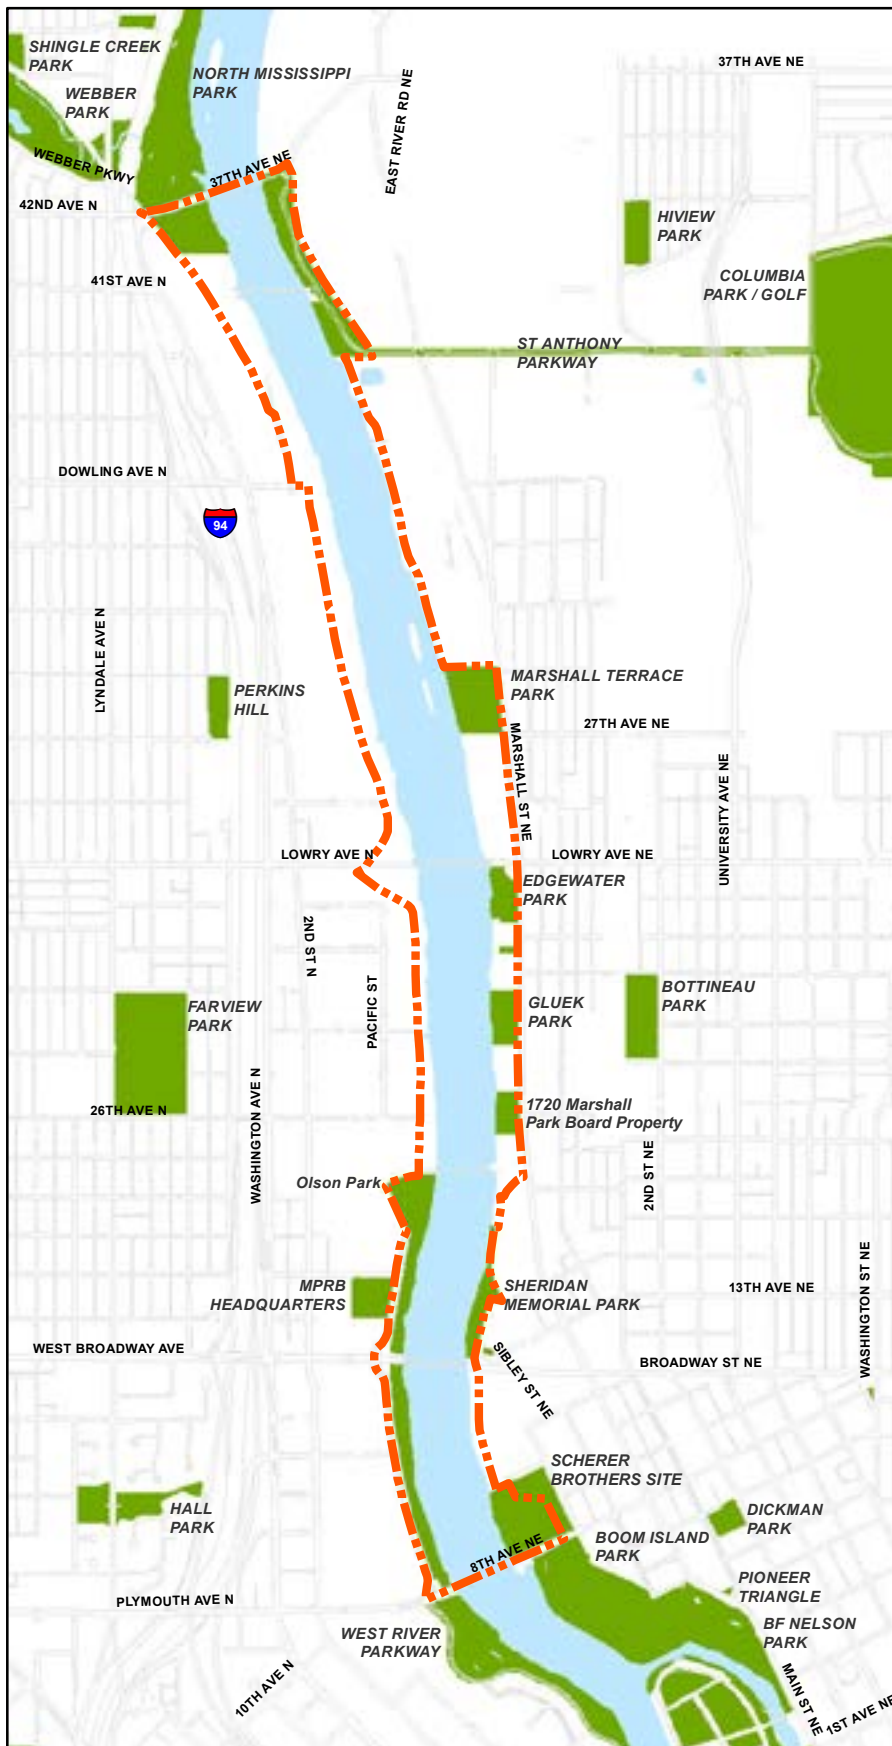 SHINGLE CREEK
PARK
NORTH MISSISSIPPI
PARK
37TH AVE NE
WEBBER
PARK
EAST RIVER RD NE
WEBBER PKWY
37TH AVE NE
42ND AVE N
HIVIEW
PARK
COLUMBIA
PARK / GOLF
41ST AVE N
ST ANTHONY
PARKWAY
DOWLING AVE N
94
LYNDALE AVE N
PERKINS
HILL
MARSHALL TERRACE
PARK
27TH AVE NE
MARSHALL ST NE
UNIVERSITY AVE NE
LOWRY AVE N
LOWRY AVE NE
EDGEWATER
PARK
2ND ST N
PACIFIC ST
FARVIEW
PARK
GLUEK
PARK
BOTTINEAU
PARK
26TH AVE N
WASHINGTON AVE N
1720 Marshall
Park Board Property
2ND ST NE
Olson Park
WASHINGTON ST NE
MPRB
HEADQUARTERS
SHERIDAN
MEMORIAL PARK
13TH AVE NE
WEST BROADWAY AVE
SIBLEY ST NE
BROADWAY ST NE
SCHERER
BROTHERS SITE
HALL
PARK
DICKMAN
PARK
8TH AVE NE
BOOM ISLAND
PARK
PIONEER
TRIANGLE
PLYMOUTH AVE N
BF NELSON
PARK
WEST RIVER
PARKWAY
10TH AVE N
MAIN ST NE
1ST AVE NE